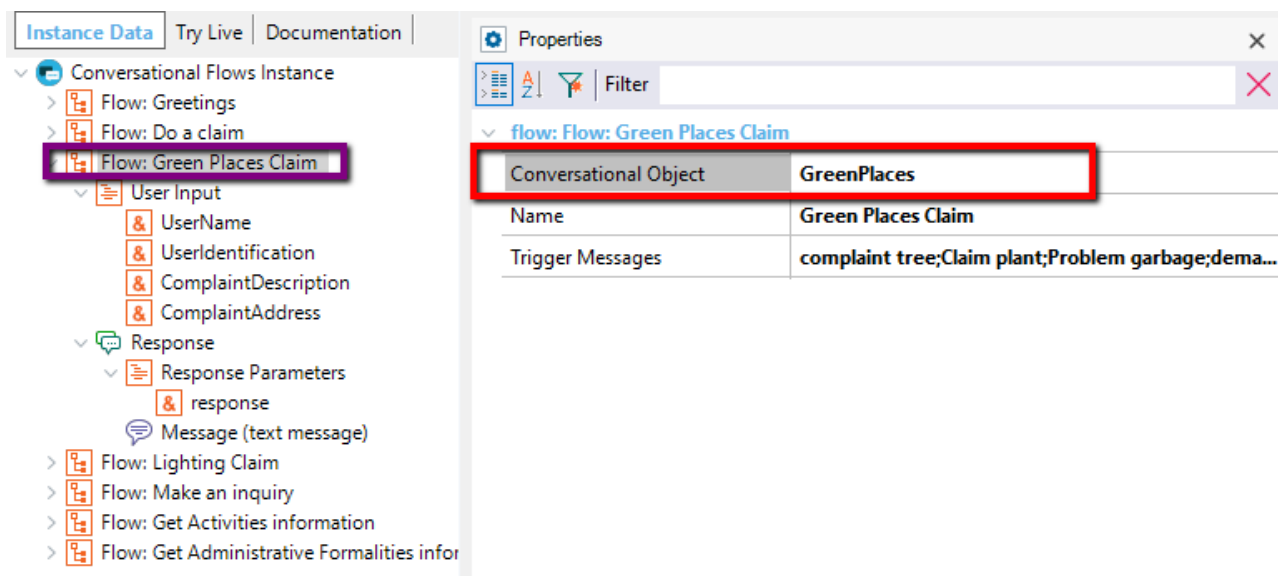 Instance Data Try Live Documentation
Conversational Flows Instance
Flow: Greetings
Flow: Do a claim
Flow: Green Places Claim
User Input
& UserName
& UserIdentification
& ComplaintDescription
& ComplaintAddress
Response
Response Parameters
& response
Message (text message)
Flow: Lighting Claim
Flow: Make an inquiry
Flow: Get Activities information
Flow: Get Administrative Formalities infor
Properties
A Z Filter
flow: Flow: Green Places Claim
Conversational Object GreenPlaces
Name Green Places Claim
Trigger Messages complaint tree;Claim plant;Problem garbage;dema...